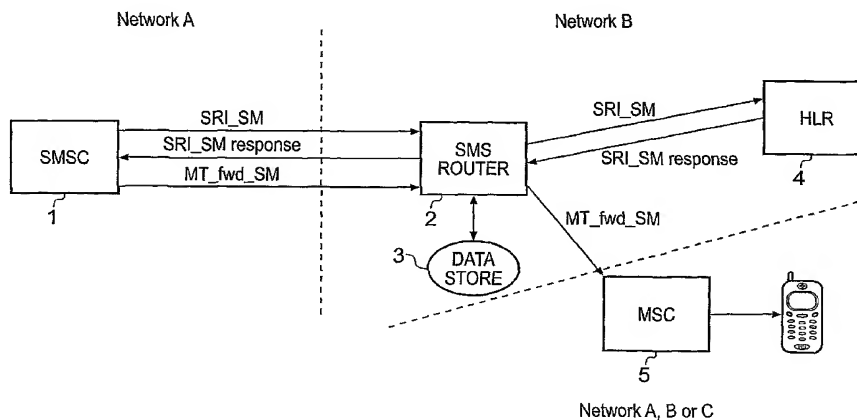 Network A
Network B
SRI_SM
SRI_SM response
MT_fwd_SM
SMSC
1
SMS
ROUTER
2
SRI_SM
SRI_SM response
HLR
4
MT_fwd_SM
3
DATA
STORE
MSC
5
Network A, B or C